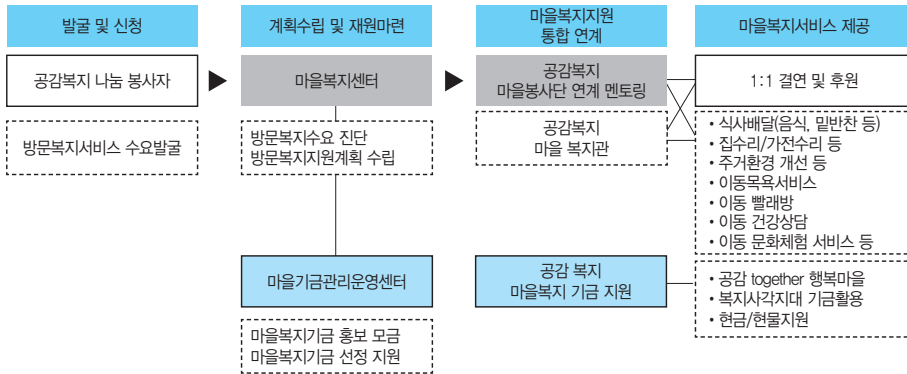 발굴 및 신청
계획수립 및 재원마련
마을복지지원
통합 연계
마을복지서비스 제공
공감복지 나눔 봉사자
마을복지센터
공감복지
마을봉사단 연계 멘토링
1:1 결연 및 후원
방문복지서비스 수요발굴
방문복지수요 진단
방문복지지원계획 수립
공감복지
마을 복지관
• 식사배달(음식, 밑반찬 등)
• 집수리/가전수리 등
• 주거환경 개선 등
• 이동목욕서비스
• 이동 빨래방
• 이동 건강상담
• 이동 문화체험 서비스 등
마을기금관리운영센터
공감 복지
마을복지 기금 지원
• 공감 together 행복마을
• 복지사각지대 기금활용
• 현금/현물지원
마을복지기금 홍보 모금
마을복지기금 선정 지원